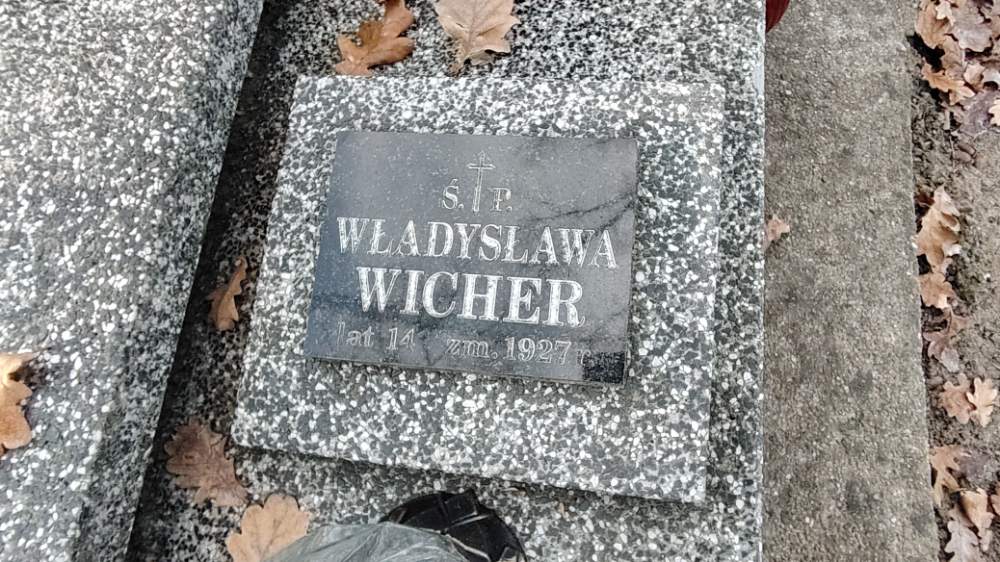 Ś. P.
WŁADYSŁAWA
WICHER
lat 14 zm. 1927 r.